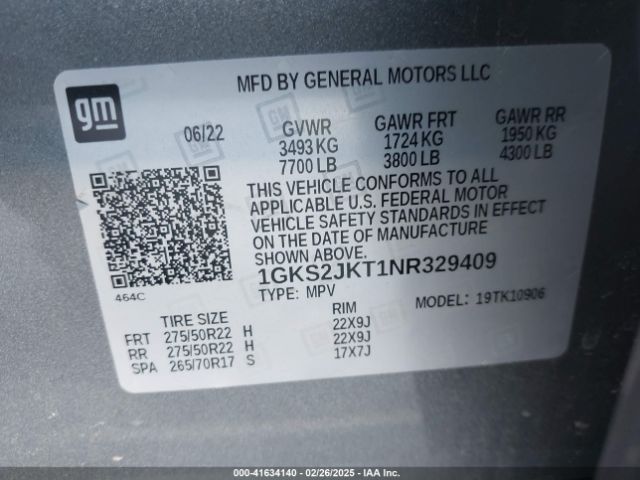 MFD BY GENERAL MOTORS LLC
gm
06/22
GVWR GAWR FRT GAWR RR
3493 KG 1724 KG 1950 KG
7700 LB 3800 LB 4300 LB
THIS VEHICLE CONFORMS TO ALL
APPLICABLE U.S. FEDERAL MOTOR
VEHICLE SAFETY STANDARDS IN EFFECT
ON THE DATE OF MANUFACTURE
SHOWN ABOVE.
1GKS2JKT1NR329409
464C
TYPE: MPV MODEL: 19TK10906
TIRE SIZE RIM
FRT 275/50R22 H 22X9J
RR 275/50R22 H 22X9J
SPA 265/70R17 S 17X7J
000-41634140 - 02/26/2025 - IAAI.COM